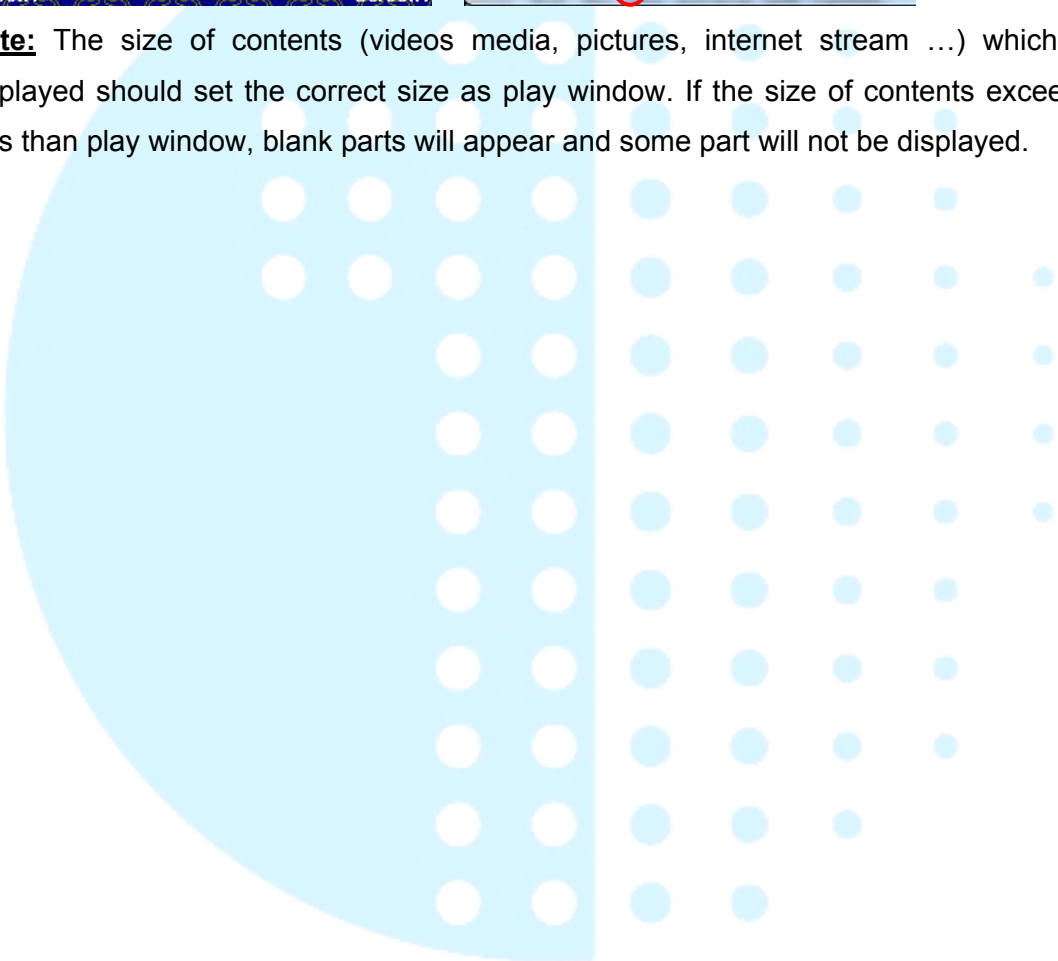 te: The size of contents (videos media, pictures, internet stream …) which
played should set the correct size as play window. If the size of contents excee
s than play window, blank parts will appear and some part will not be displayed.